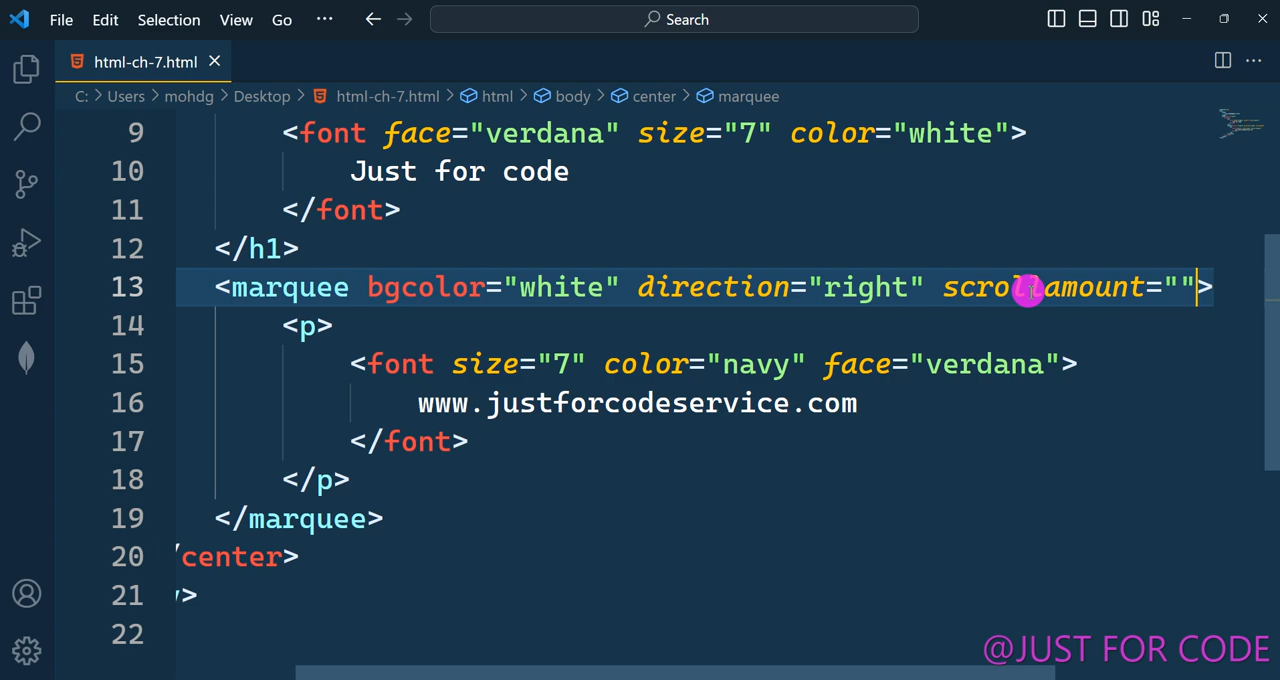 File Edit Selection View Go ··· Search
html-ch-7.html
C: > Users > mohdg > Desktop > html-ch-7.html > html > body > center > marquee
9 <font face="verdana" size="7" color="white">
10 Just for code
11 </font>
12 </h1>
13 <marquee bgcolor="white" direction="right" scrollamount="">
14 <p>
15 <font size="7" color="navy" face="verdana">
16 www.justforcodeservice.com
17 </font>
18 </p>
19 </marquee>
20 /center>
21 y>
22
@JUST FOR CODE